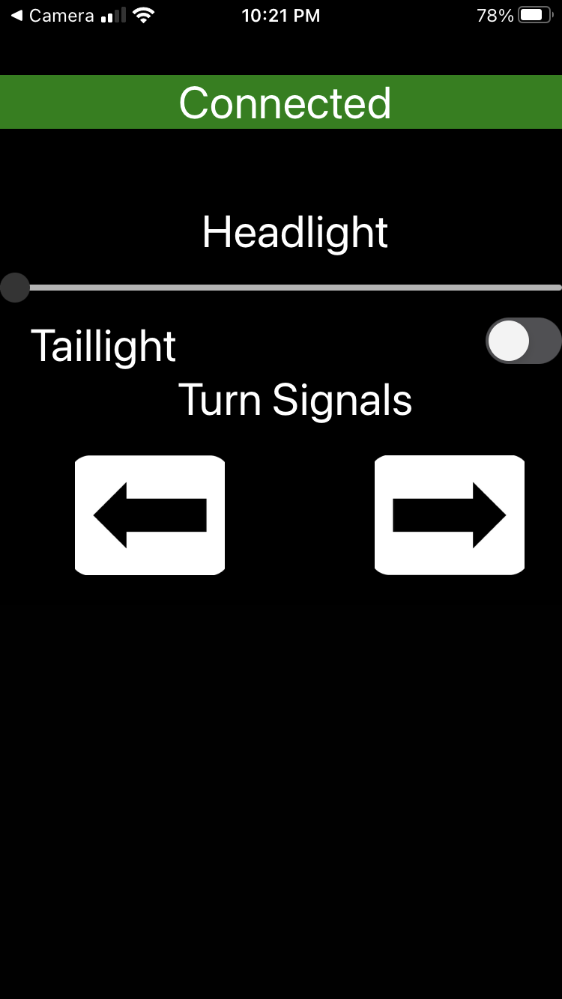 ◀ Camera 10:21 PM 78%
Connected
Headlight
Taillight
Turn Signals